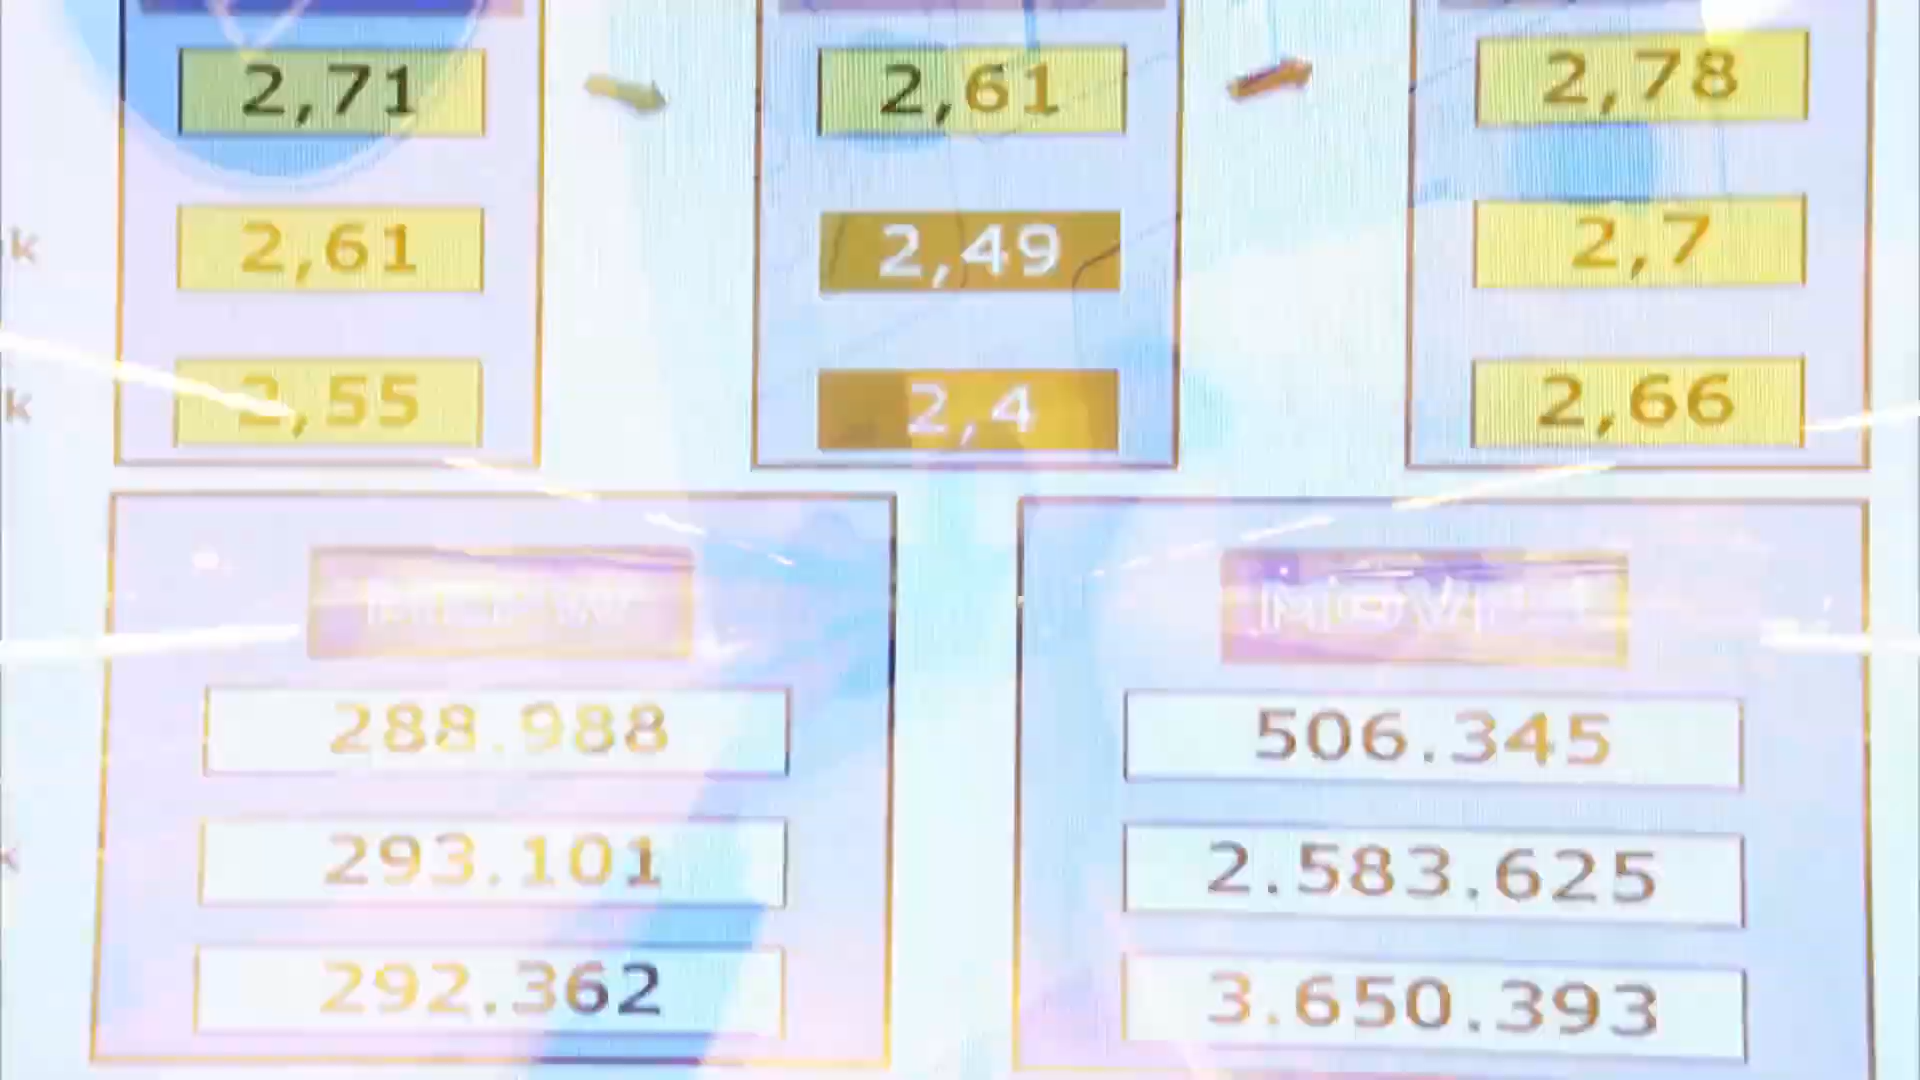 2,71 2,61 2,78
k 2,61 2,49 2,7
k 2,55 2,4 2,66
288.988 506.345
k 293.101 2.583.625
292.362 3.650.393